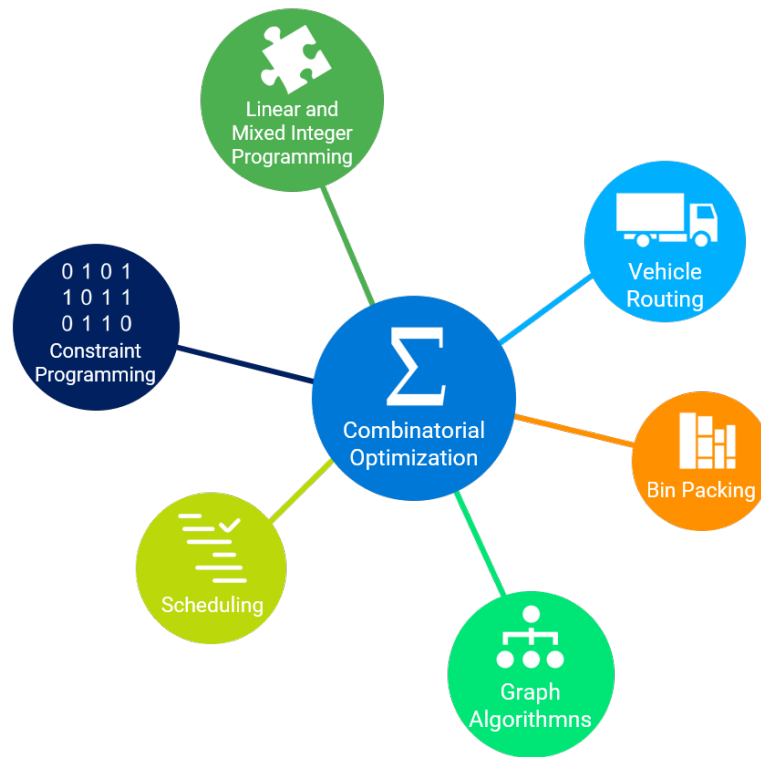 Linear and
Mixed Integer
Programming
Vehicle
Routing
0 1 0 1
1 0 1 1
0 1 1 0
Constraint
Programming
Σ
Combinatorial
Optimization
Bin Packing
Scheduling
Graph
Algorithmns